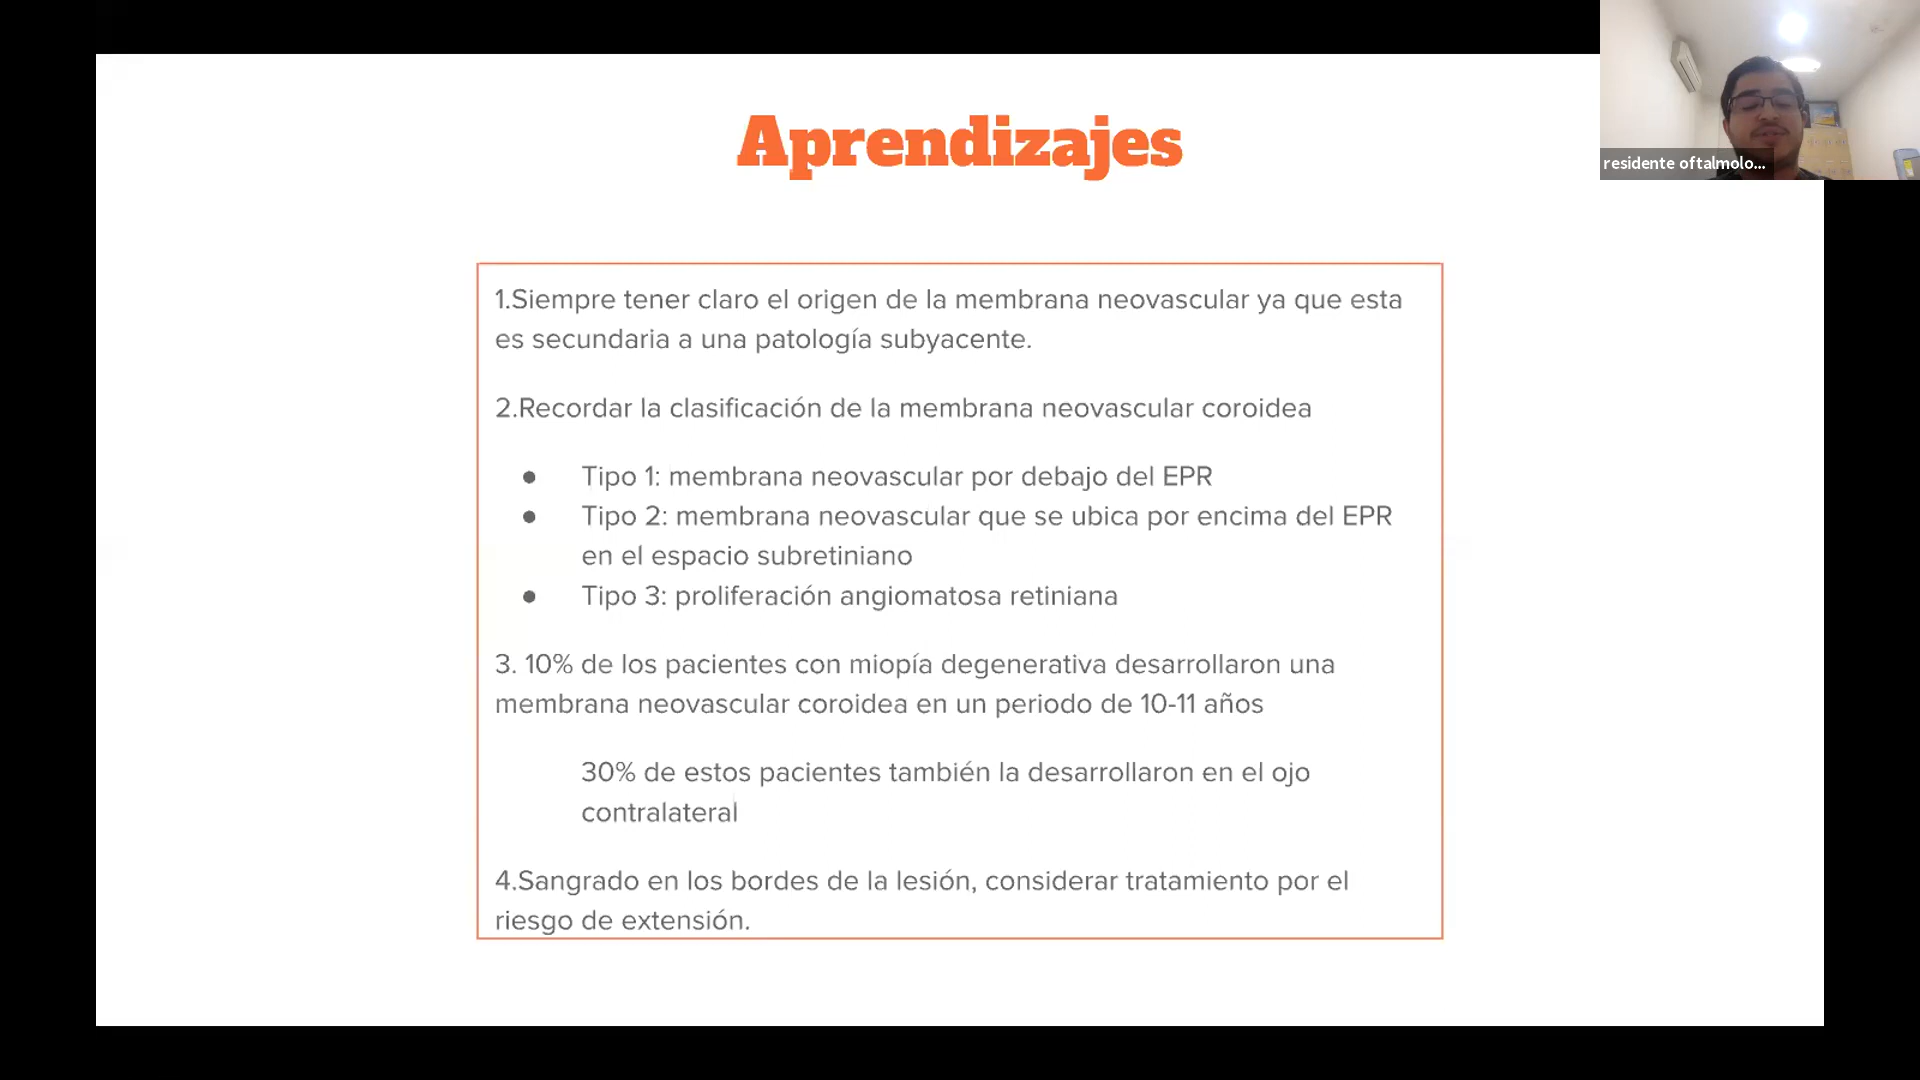 Aprendizajes
residente oftalmolo...
1.Siempre tener claro el origen de la membrana neovascular ya que esta
es secundaria a una patología subyacente.
2.Recordar la clasificación de la membrana neovascular coroidea
● Tipo 1: membrana neovascular por debajo del EPR
● Tipo 2: membrana neovascular que se ubica por encima del EPR
en el espacio subretiniano
● Tipo 3: proliferación angiomatosa retiniana
3. 10% de los pacientes con miopía degenerativa desarrollaron una
membrana neovascular coroidea en un periodo de 10-11 años
30% de estos pacientes también la desarrollaron en el ojo
contralateral
4.Sangrado en los bordes de la lesión, considerar tratamiento por el
riesgo de extensión.